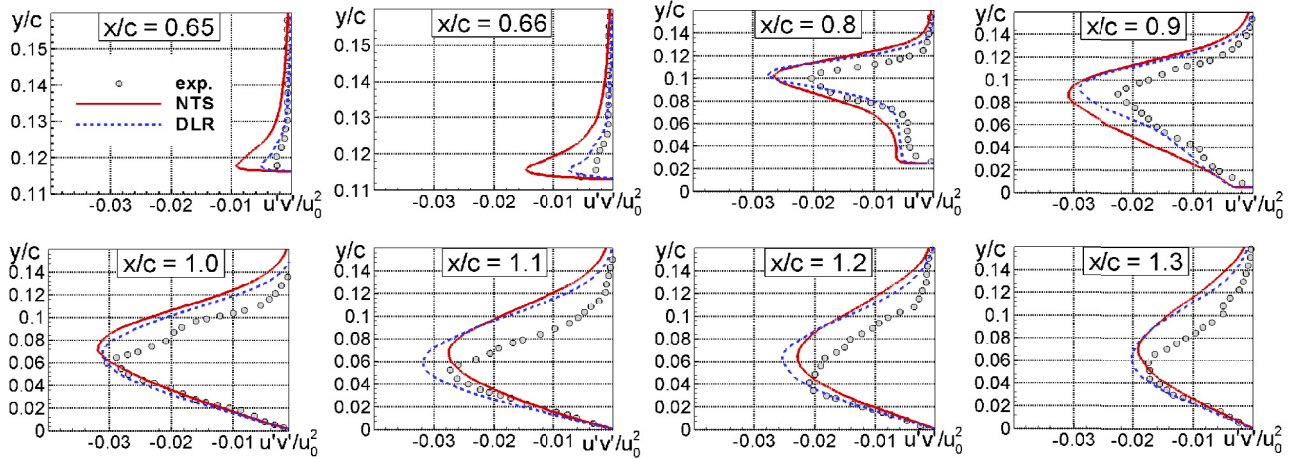 y/c
x/c = 0.65
0.15
0.14
0.13
0.12
0.11
exp.
NTS
DLR
-0.03 -0.02 -0.01 u'v'/u₀²
y/c
x/c = 0.66
0.15
0.14
0.13
0.12
0.11
-0.03 -0.02 -0.01 u'v'/u₀²
y/c
x/c = 0.8
0.14
0.12
0.1
0.08
0.06
0.04
0.02
0
-0.03 -0.02 -0.01 u'v'/u₀²
y/c
x/c = 0.9
0.14
0.12
0.1
0.08
0.06
0.04
0.02
0
-0.03 -0.02 -0.01 u'v'/u₀²
y/c
x/c = 1.0
0.14
0.12
0.1
0.08
0.06
0.04
0.02
0
-0.03 -0.02 -0.01 u'v'/u₀²
y/c
x/c = 1.1
0.14
0.12
0.1
0.08
0.06
0.04
0.02
0
-0.03 -0.02 -0.01 u'v'/u₀²
y/c
x/c = 1.2
0.14
0.12
0.1
0.08
0.06
0.04
0.02
0
-0.03 -0.02 -0.01 u'v'/u₀²
y/c
x/c = 1.3
0.14
0.12
0.1
0.08
0.06
0.04
0.02
0
-0.03 -0.02 -0.01 u'v'/u₀²